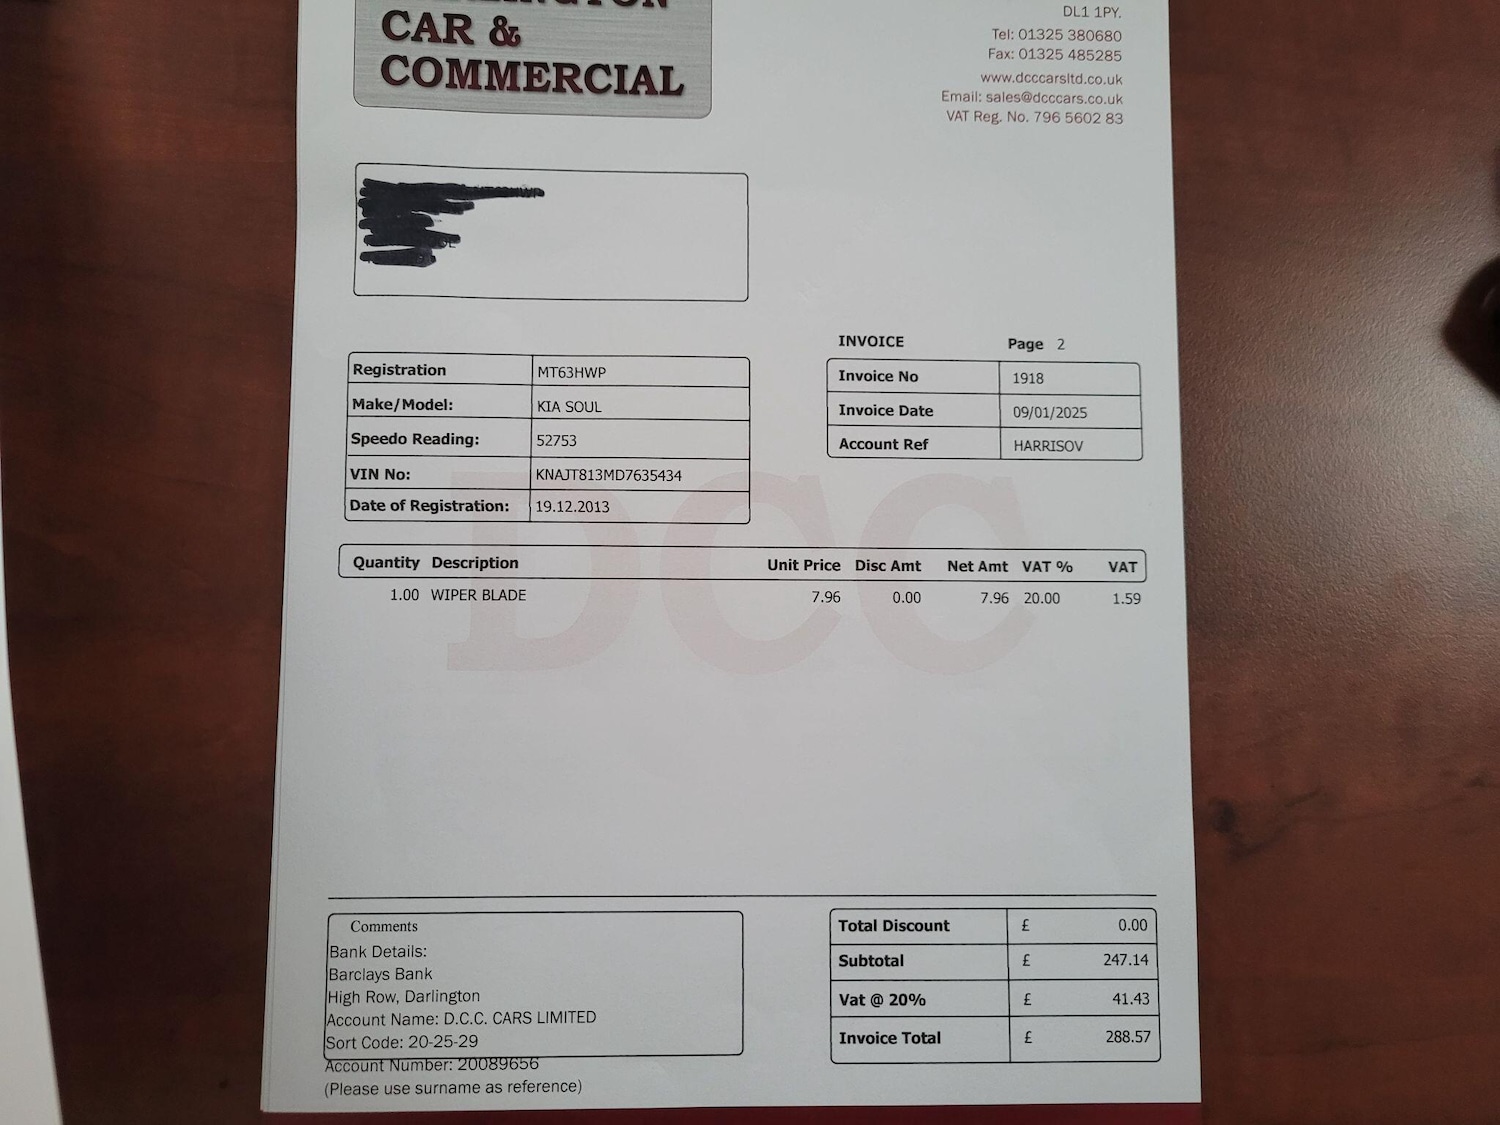 CAR &
COMMERCIAL
DL1 1PY.
Tel: 01325 380680
Fax: 01325 485285
www.dcccarsltd.co.uk
Email: sales@dcccars.co.uk
VAT Reg. No. 796 5602 83
INVOICE Page 2
Registration MT63HWP
Make/Model: KIA SOUL
Speedo Reading: 52753
VIN No: KNAJT813MD7635434
Date of Registration: 19.12.2013
Invoice No 1918
Invoice Date 09/01/2025
Account Ref HARRISOV
DCC
Quantity Description Unit Price Disc Amt Net Amt VAT % VAT
1.00 WIPER BLADE 7.96 0.00 7.96 20.00 1.59
Comments
Bank Details:
Barclays Bank
High Row, Darlington
Account Name: D.C.C. CARS LIMITED
Sort Code: 20-25-29
Account Number: 20089656
(Please use surname as reference)
Total Discount £ 0.00
Subtotal £ 247.14
Vat @ 20% £ 41.43
Invoice Total £ 288.57